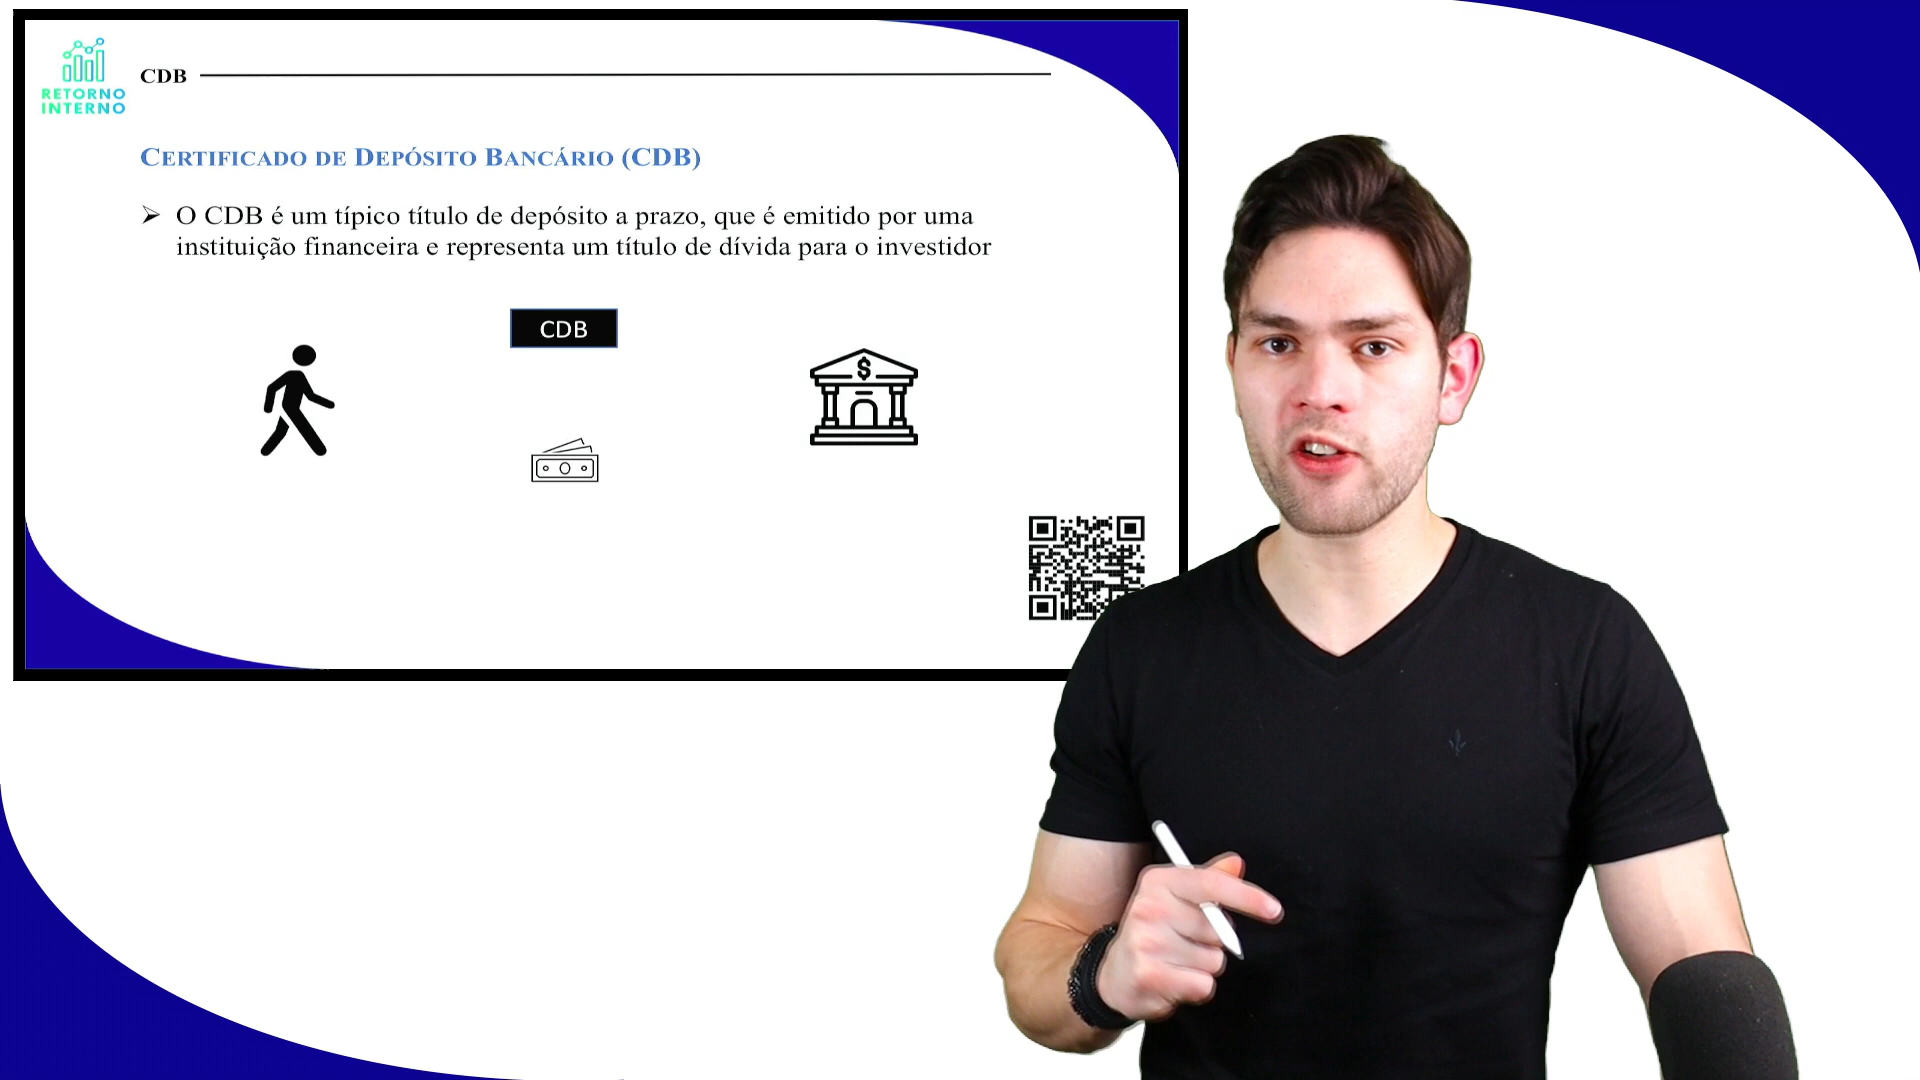 RETORNO
INTERNO
CDB
CERTIFICADO DE DEPÓSITO BANCÁRIO (CDB)
➢ O CDB é um típico título de depósito a prazo, que é emitido por uma
instituição financeira e representa um título de dívida para o investidor
CDB
$